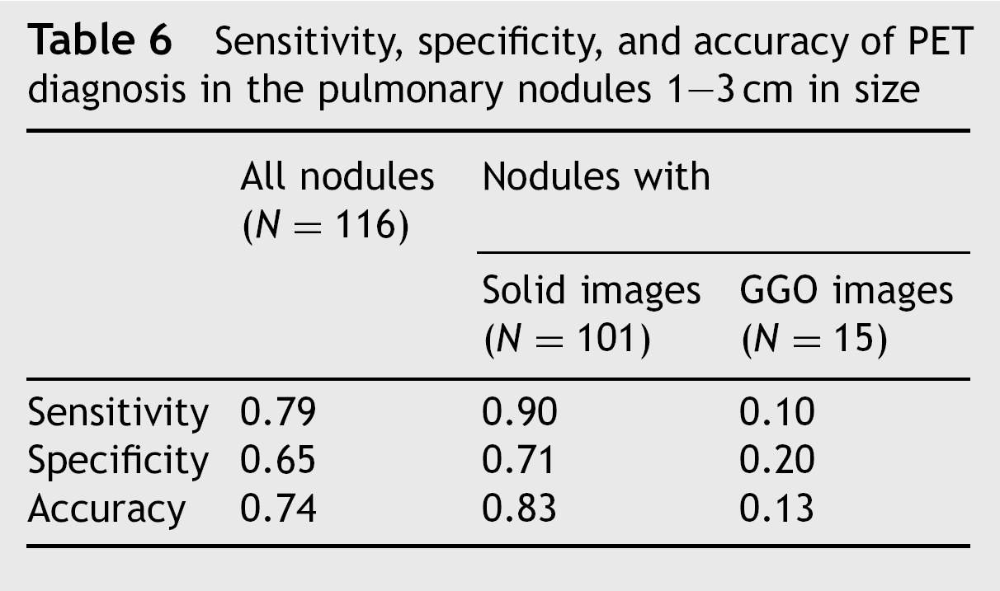 Table 6 Sensitivity, specificity, and accuracy of PET
diagnosis in the pulmonary nodules 1–3 cm in size
All nodules Nodules with
(N = 116)
Solid images GGO images
(N = 101) (N = 15)
Sensitivity 0.79 0.90 0.10
Specificity 0.65 0.71 0.20
Accuracy 0.74 0.83 0.13